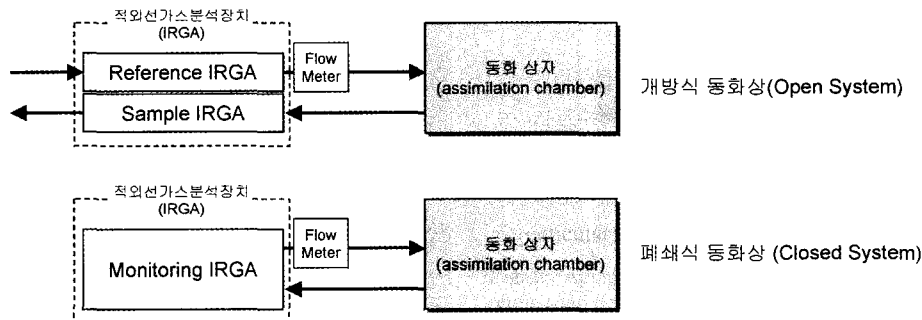 적외선가스분석장치
(IRGA)
Reference IRGA
Sample IRGA
Flow
Meter
동화 상자
(assimilation chamber)
개방식 동화상(Open System)
적외선가스분석장치
(IRGA)
Monitoring IRGA
Flow
Meter
동화 상자
(assimilation chamber)
폐쇄식 동화상 (Closed System)